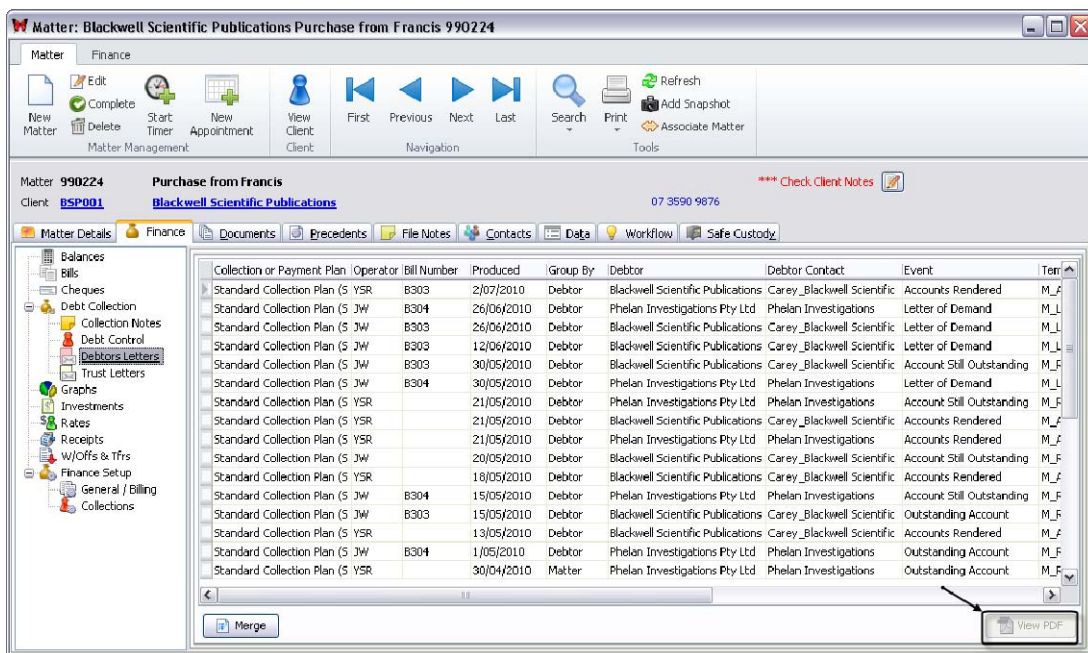 Matter: Blackwell Scientific Publications Purchase from Francis 990224
Matter Finance
New Matter
Edit
Complete
Delete
Start Timer
New Appointment
Matter Management
View Client
Client
First Previous Next Last
Navigation
Search Print
Refresh
Add Snapshot
Associate Matter
Tools
Matter 990224 Purchase from Francis *** Check Client Notes
Client BSP001 Blackwell Scientific Publications 07 3590 9876
Matter Details Finance Documents Precedents File Notes Contacts Data Workflow Safe Custody
Balances
Bills
Cheques
Debt Collection
Collection Notes
Debt Control
Debtors Letters
Trust Letters
Graphs
Investments
Rates
Receipts
W/Offs & Tfrs
Finance Setup
General / Billing
Collections
Collection or Payment Plan Operator Bill Number Produced Group By Debtor Debtor Contact Event
Standard Collection Plan (S YSR B303 2/07/2010 Debtor Blackwell Scientific Publications Carey_Blackwell Scientific Accounts Rendered M_A
Standard Collection Plan (S JW B304 26/06/2010 Debtor Phelan Investigations Pty Ltd Phelan Investigations Letter of Demand M_L
Standard Collection Plan (S JW B303 26/06/2010 Debtor Blackwell Scientific Publications Carey_Blackwell Scientific Letter of Demand M_L
Standard Collection Plan (S JW B303 12/06/2010 Debtor Blackwell Scientific Publications Carey_Blackwell Scientific Letter of Demand M_L
Standard Collection Plan (S JW B303 30/05/2010 Debtor Blackwell Scientific Publications Carey_Blackwell Scientific Account Still Outstanding M_R
Standard Collection Plan (S JW B304 30/05/2010 Debtor Phelan Investigations Pty Ltd Phelan Investigations Letter of Demand M_L
Standard Collection Plan (S YSR 21/05/2010 Debtor Phelan Investigations Pty Ltd Phelan Investigations Account Still Outstanding M_R
Standard Collection Plan (S YSR 21/05/2010 Debtor Blackwell Scientific Publications Carey_Blackwell Scientific Accounts Rendered M_A
Standard Collection Plan (S YSR 21/05/2010 Debtor Phelan Investigations Pty Ltd Phelan Investigations Accounts Rendered M_A
Standard Collection Plan (S JW 20/05/2010 Debtor Blackwell Scientific Publications Carey_Blackwell Scientific Account Still Outstanding M_R
Standard Collection Plan (S YSR 18/05/2010 Debtor Blackwell Scientific Publications Carey_Blackwell Scientific Accounts Rendered M_A
Standard Collection Plan (S JW B304 15/05/2010 Debtor Phelan Investigations Pty Ltd Phelan Investigations Account Still Outstanding M_R
Standard Collection Plan (S JW B303 15/05/2010 Debtor Blackwell Scientific Publications Carey_Blackwell Scientific Outstanding Account M_R
Standard Collection Plan (S YSR 13/05/2010 Debtor Blackwell Scientific Publications Carey_Blackwell Scientific Accounts Rendered M_A
Standard Collection Plan (S JW B304 1/05/2010 Debtor Phelan Investigations Pty Ltd Phelan Investigations Outstanding Account M_R
Standard Collection Plan (S YSR 30/04/2010 Matter Phelan Investigations Pty Ltd Phelan Investigations Outstanding Account M_R
Merge View PDF